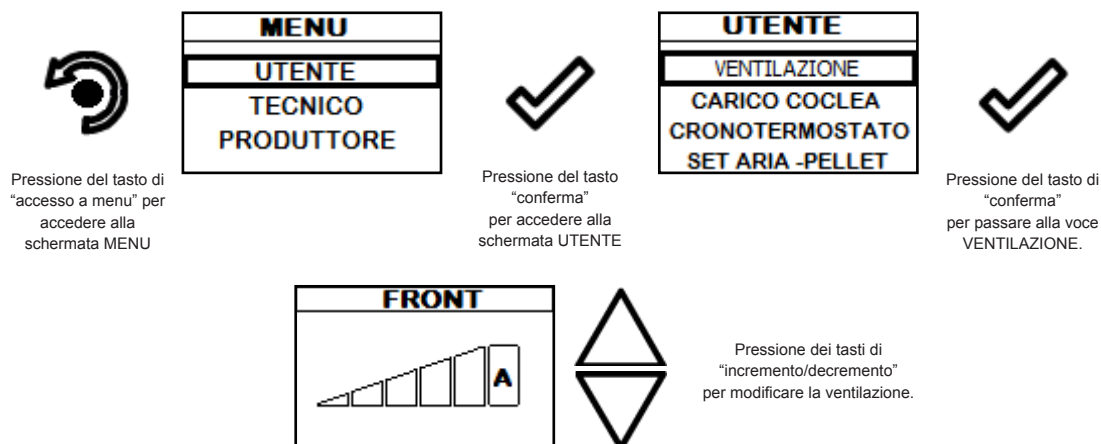 MENU
UTENTE
TECNICO
PRODUTTORE
Pressione del tasto di
“accesso a menu” per
accedere alla
schermata MENU
Pressione del tasto
“conferma”
per accedere alla
schermata UTENTE
UTENTE
VENTILAZIONE
CARICO COCLEA
CRONOTERMOSTATO
SET ARIA -PELLET
Pressione del tasto di
“conferma”
per passare alla voce
VENTILAZIONE.
FRONT
A
Pressione dei tasti di
“incremento/decremento”
per modificare la ventilazione.